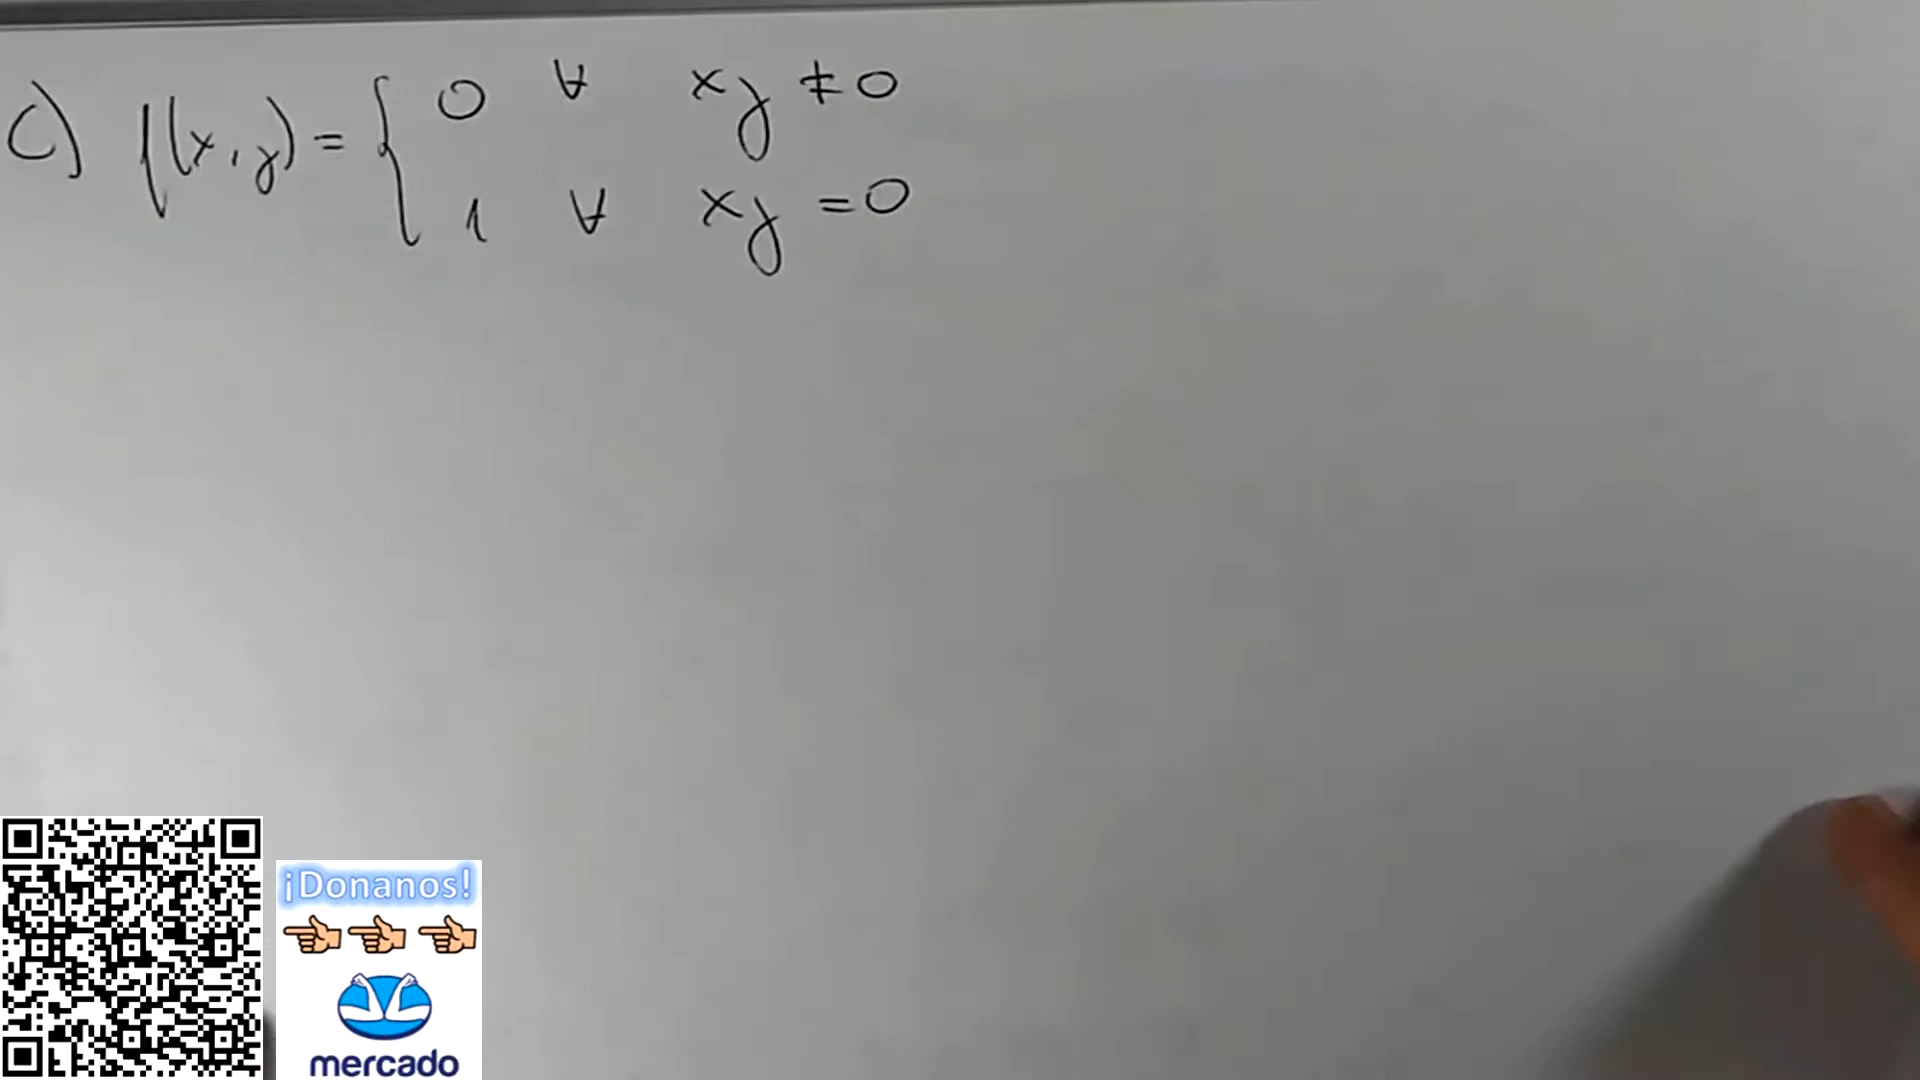 c) f(x,y) = { 0 ∀ xy ≠ 0
1 ∀ xy = 0
¡Donanos!
mercado